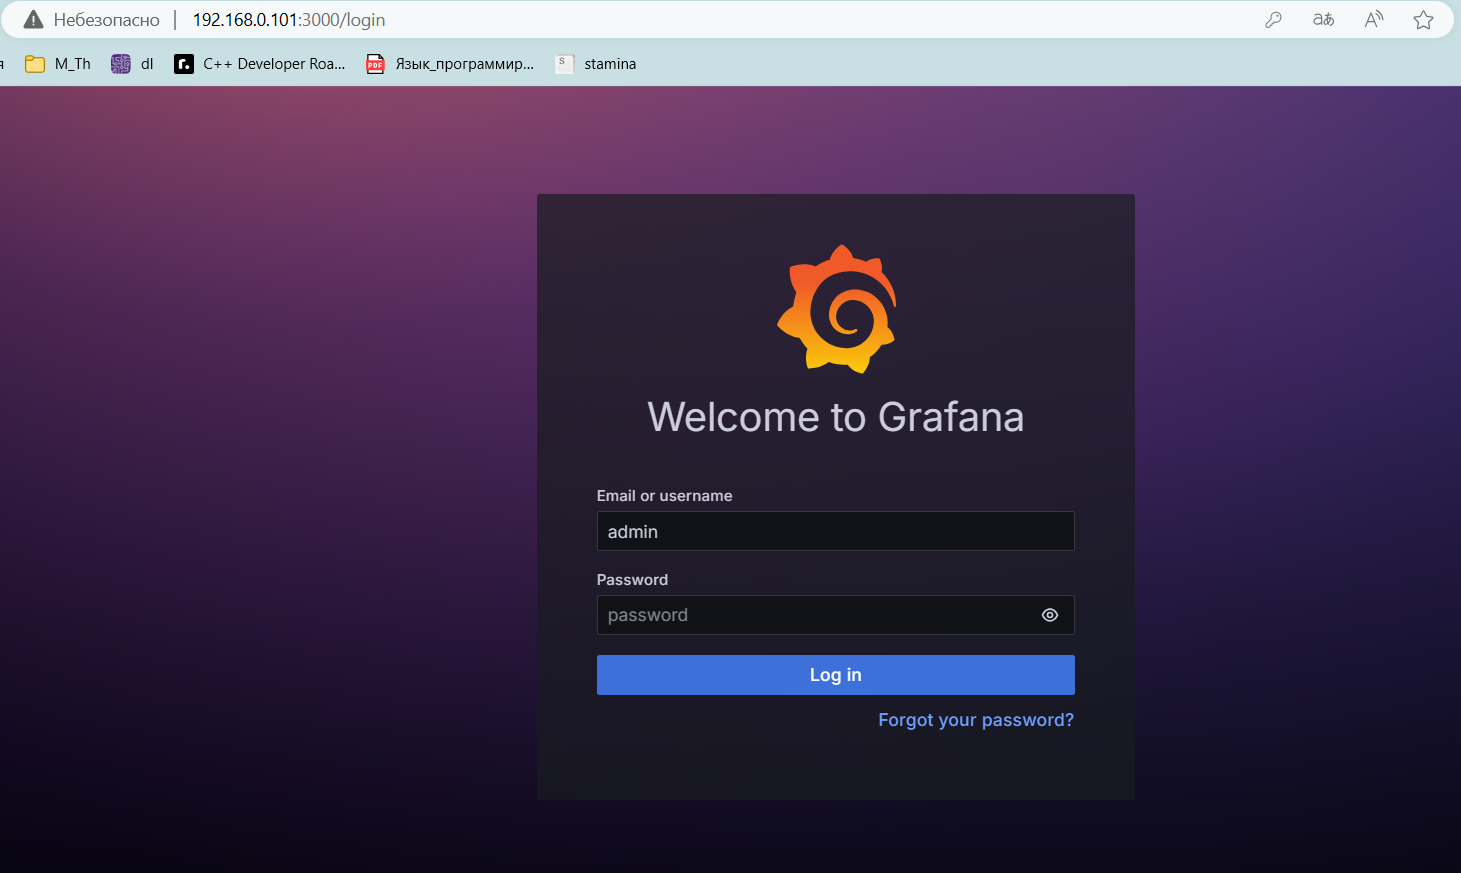 Небезопасно 192.168.0.101:3000/login
я M_Th dl C++ Developer Roa... Язык_программир... stamina
Welcome to Grafana
Email or username
admin
Password
password
Log in
Forgot your password?